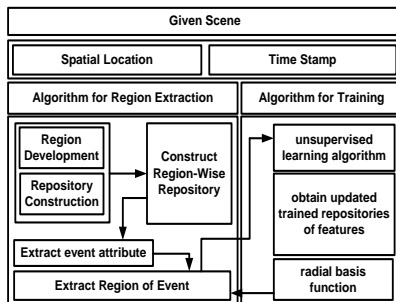 Given Scene
Spatial Location
Time Stamp
Algorithm for Region Extraction
Algorithm for Training
Region
Development
Repository
Construction
Construct
Region-Wise
Repository
Extract event attribute
Extract Region of Event
unsupervised
learning algorithm
obtain updated
trained repositories
of features
radial basis
function